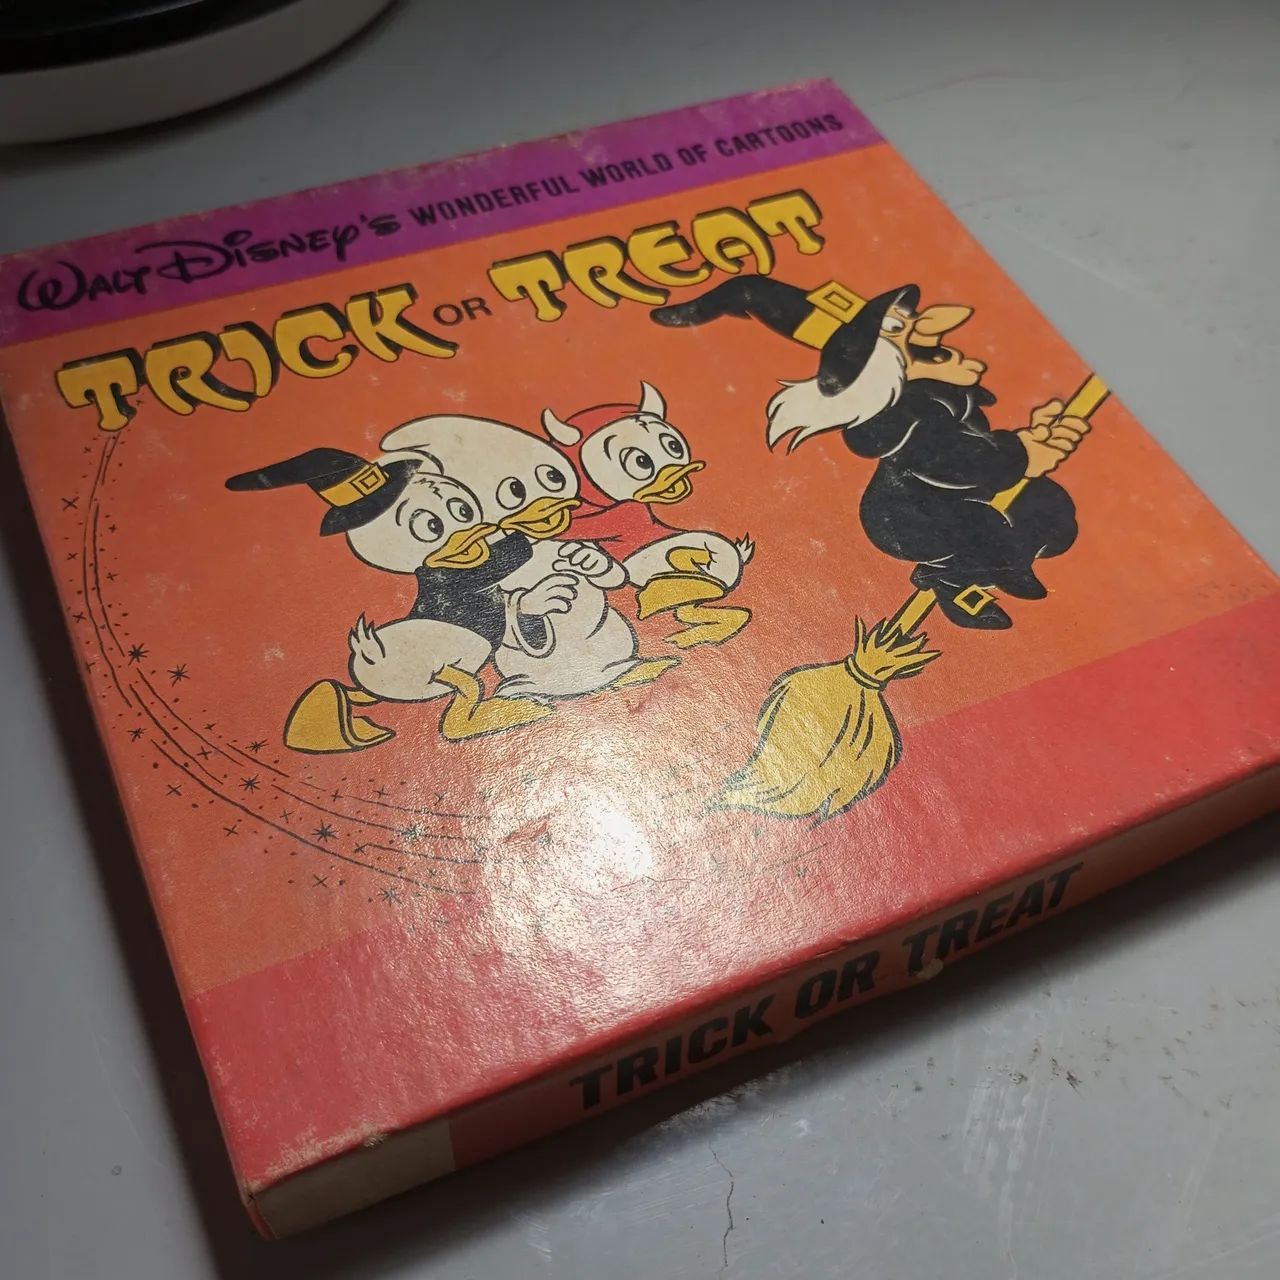 Walt Disney's WONDERFUL WORLD OF CARTOONS
TRICK OR TREAT
TRICK OR TREAT